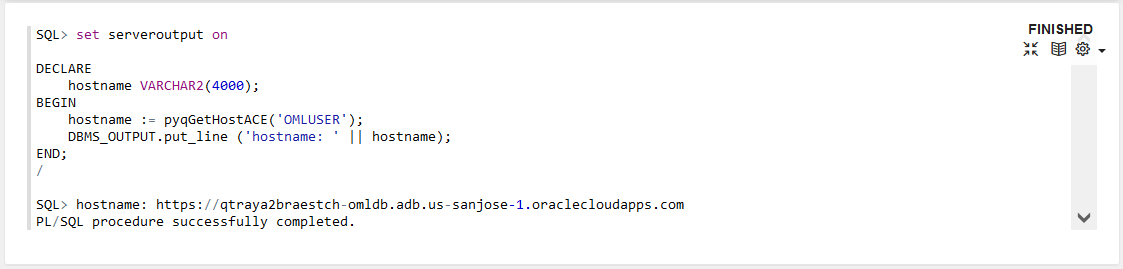 SQL> set serveroutput on
FINISHED
DECLARE
hostname VARCHAR2(4000);
BEGIN
hostname := pyqGetHostACE('OMLUSER');
DBMS_OUTPUT.put_line ('hostname: ' || hostname);
END;
/
SQL> hostname: https://qtraya2braestch-omldb.adb.us-sanjose-1.oraclecloudapps.com
PL/SQL procedure successfully completed.